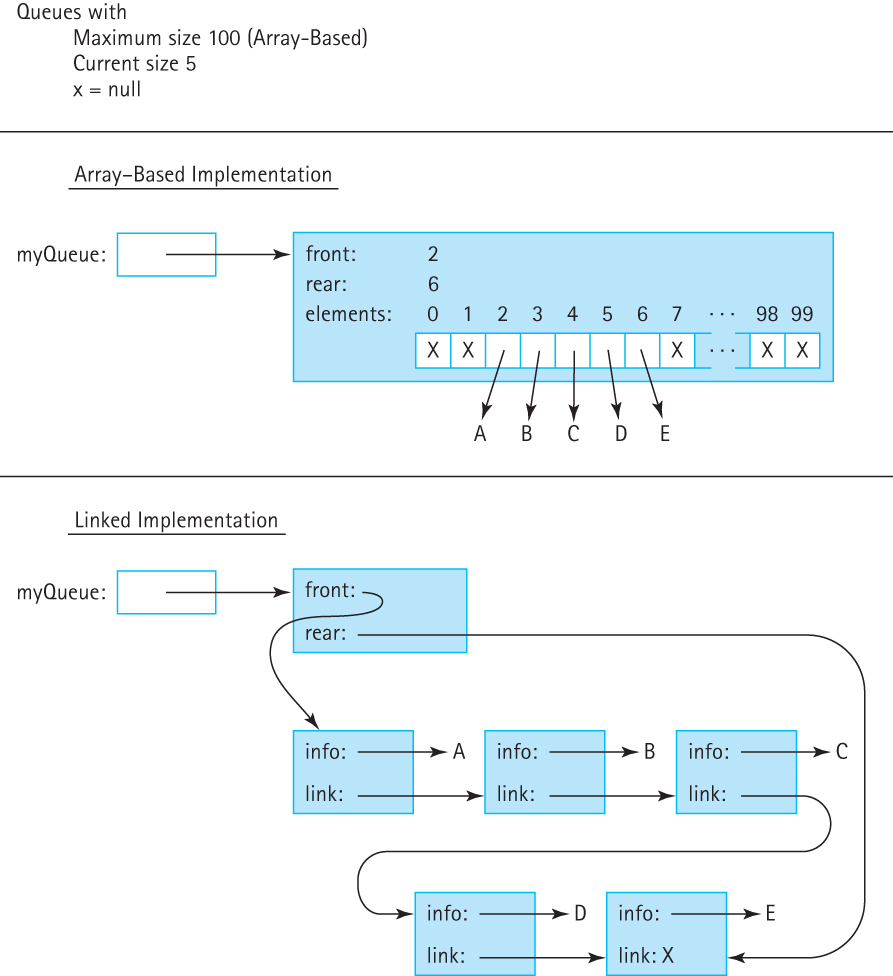 Queues with
Maximum size 100 (Array-Based)
Current size 5
x = null
Array–Based Implementation
myQueue:
front: 2
rear: 6
elements: 0 1 2 3 4 5 6 7 ··· 98 99
X X X ··· X X
A B C D E
Linked Implementation
myQueue:
front:
rear:
info: A info: B info: C
link: link: link:
info: D info: E
link: link: X